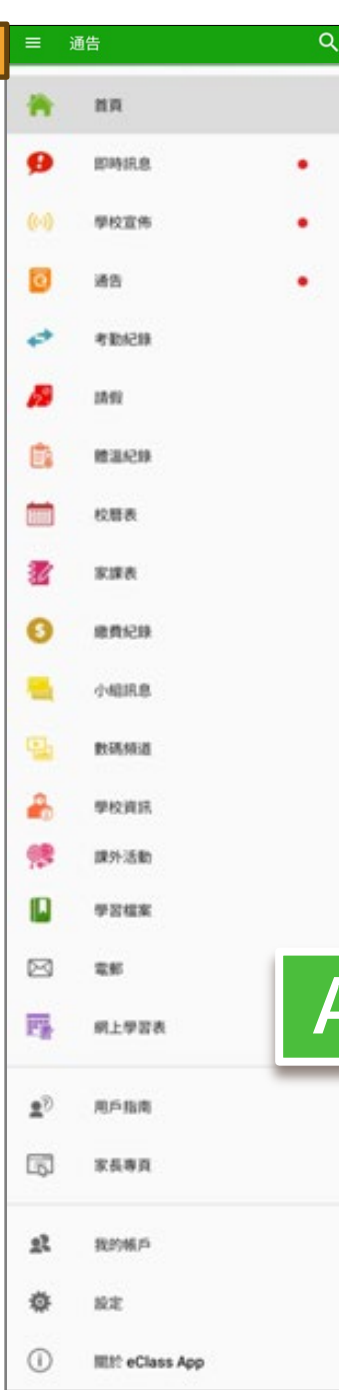 通告
首頁
即時訊息
學校宣佈
通告
考勤紀錄
請假
體溫紀錄
校曆表
家課表
繳費紀錄
小組訊息
數碼頻道
學校資訊
課外活動
學習檔案
電郵
網上學習表
A
用戶指南
家長專頁
我的帳戶
設定
關於 eClass App